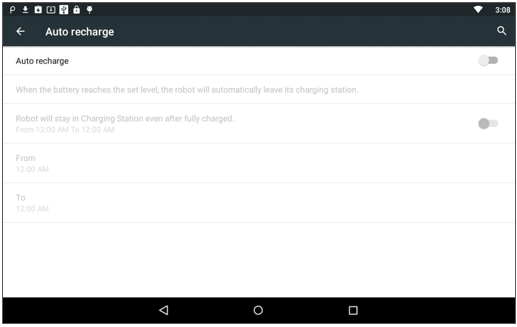 3:08
Auto recharge
Auto recharge
When the battery reaches the set level, the robot will automatically leave its charging station.
Robot will stay in Charging Station even after fully charged.
From 12:00 AM To 12:00 AM
From
12:00 AM
To
12:00 AM